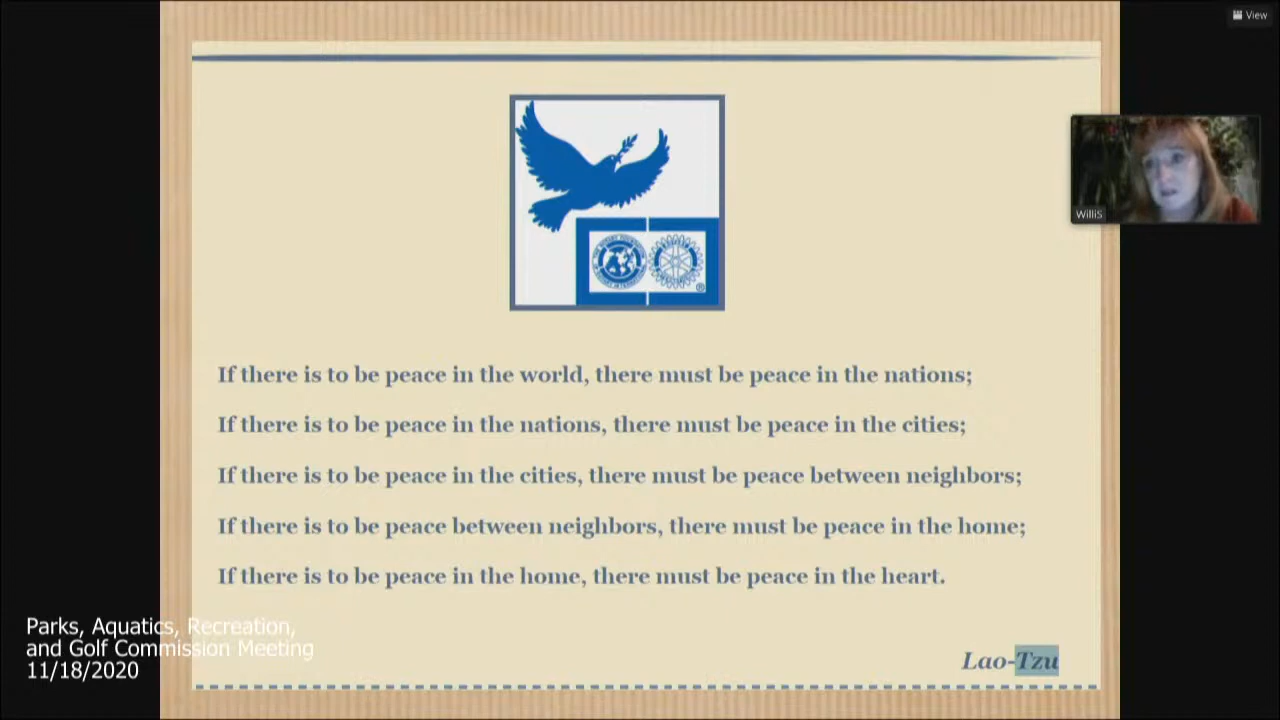 View
WilliS
If there is to be peace in the world, there must be peace in the nations;
If there is to be peace in the nations, there must be peace in the cities;
If there is to be peace in the cities, there must be peace between neighbors;
If there is to be peace between neighbors, there must be peace in the home;
If there is to be peace in the home, there must be peace in the heart.
Lao-Tzu
Parks, Aquatics, Recreation,
and Golf Commission Meeting
11/18/2020